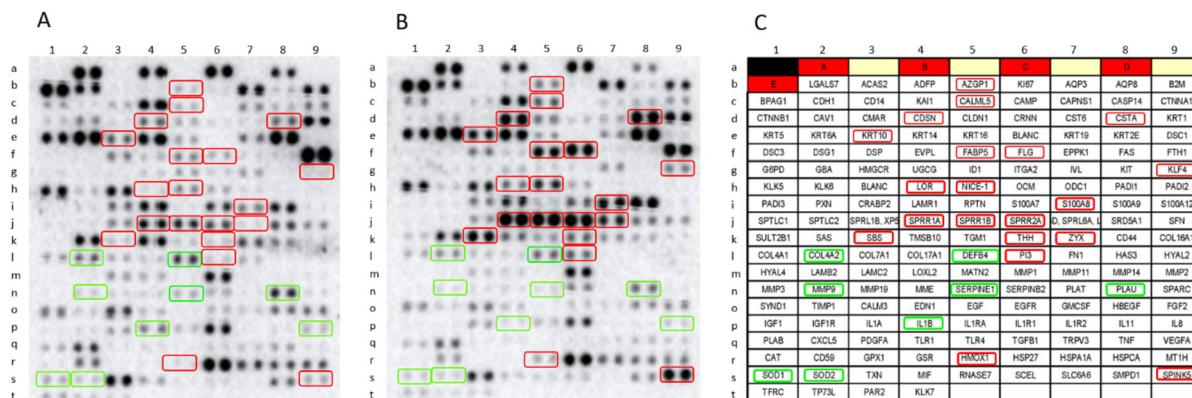 A
B
C
1 2 3 4 5 6 7 8 9
1 2 3 4 5 6 7 8 9
1 2 3 4 5 6 7 8 9
a
b
c
d
e
f
g
h
i
j
k
l
m
n
o
p
q
r
s
t
a
b
c
d
e
f
g
h
i
j
k
l
m
n
o
p
q
r
s
t
a A B C D
b E LGALS7 ACAS2 ADFP AZGP1 KI67 AQP3 AQP8 B2M
c BPAG1 CDH1 CD14 KAI1 CALML5 CAMP CAPNS1 CASP14 CTNNA1
d CTNNB1 CAV1 CMAR CDSN CLDN1 CRNN CST6 CSTA KRT1
e KRT5 KRT6A KRT10 KRT14 KRT16 BLANC KRT19 KRT2E DSC1
f DSC3 DSG1 DSP EVPL FABP5 FLG EPPK1 FAS FTH1
g G6PD GBA HMGCR UGCG ID1 ITGA2 IVL KIT KLF4
h KLK5 KLK6 BLANC LOR NICE-1 OCM ODC1 PADI1 PADI2
i PADI3 PXN CRABP2 LAMR1 RPTN S100A7 S100A8 S100A9 S100A12
j SPTLC1 SPTLC2 SPRL1B, XP5 SPRR1A SPRR1B SPRR2A D, SPRL6A, L SRD5A1 SFN
k SULT2B1 SAS SBS TMSB10 TGM1 THH ZYX CD44 COL16A1
l COL4A1 COL4A2 COL7A1 COL17A1 DEFB4 PI3 FN1 HAS3 HYAL2
m HYAL4 LAMB2 LAMC2 LOXL2 MATN2 MMP1 MMP11 MMP14 MMP2
n MMP3 MMP9 MMP19 MME SERPINE1 SERPINB2 PLAT PLAU SPARC
o SYND1 TIMP1 CALM3 EDN1 EGF EGFR GMCSF HBEGF FGF2
p IGF1 IGF1R IL1A IL1B IL1RA IL1R1 IL1R2 IL11 IL8
q PLAB CXCL5 PDGFA TLR1 TLR4 TGFB1 TRPV3 TNF VEGFA
r CAT CD59 GPX1 GSR HMOX1 HSP27 HSPA1A HSPCA MT1H
s SOD1 SOD2 TXN MIF RNASE7 SCEL SLC6A6 SMPD1 SPINK5
t TFRC TP73L PAR2 KLK7